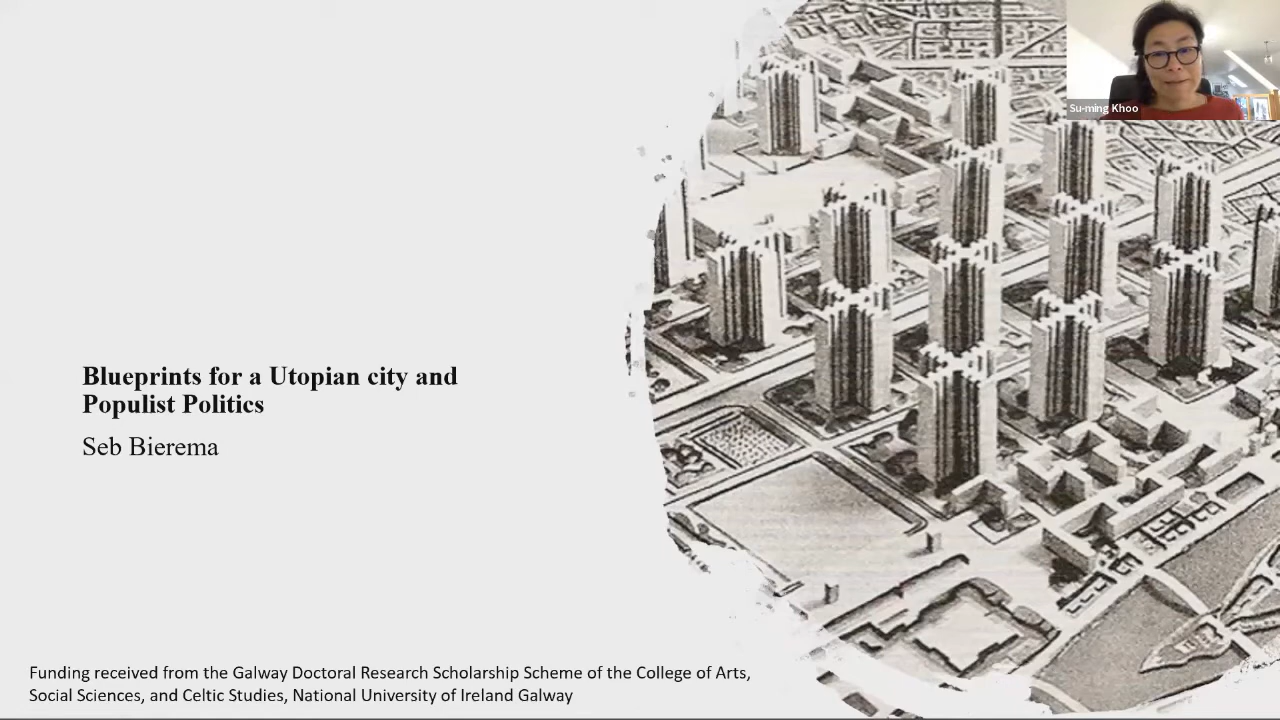 Su-ming Khoo
Blueprints for a Utopian city and
Populist Politics
Seb Bierema
Funding received from the Galway Doctoral Research Scholarship Scheme of the College of Arts,
Social Sciences, and Celtic Studies, National University of Ireland Galway